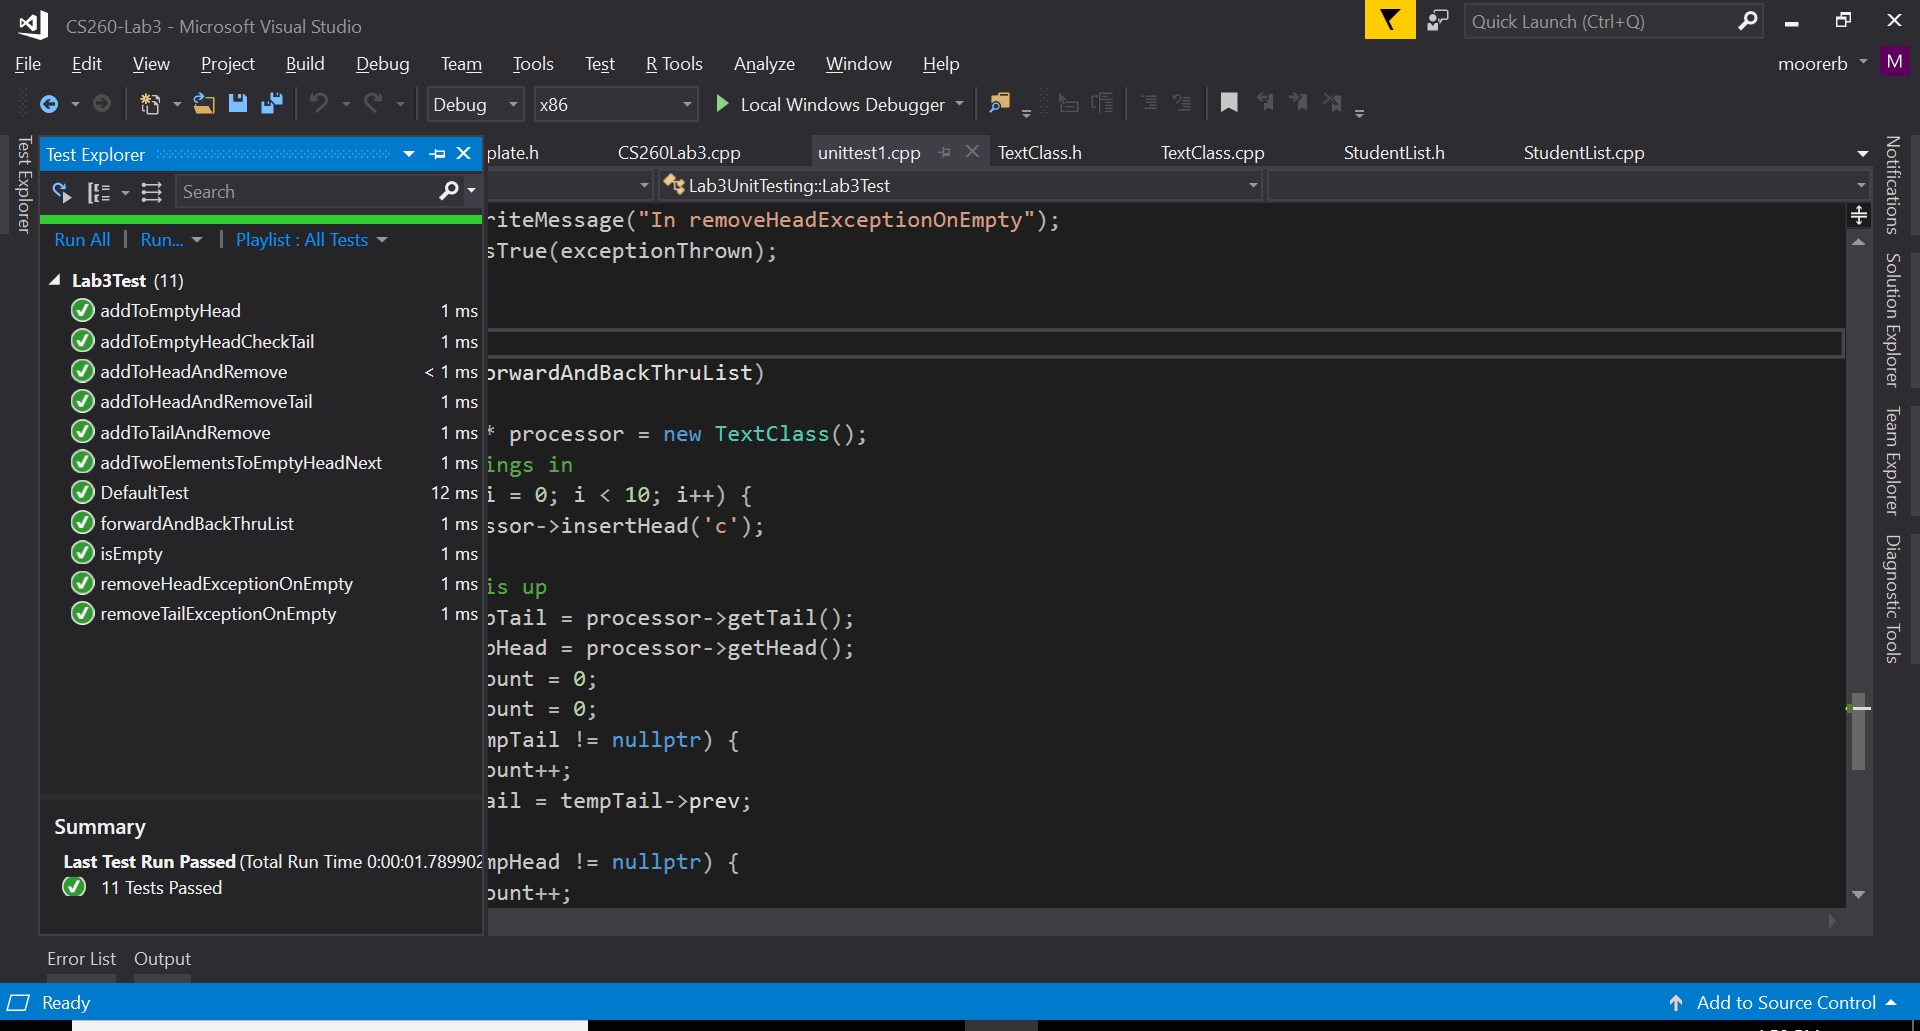 CS260-Lab3 - Microsoft Visual Studio
Quick Launch (Ctrl+Q)
File Edit View Project Build Debug Team Tools Test R Tools Analyze Window Help
moorerb M
Debug x86 Local Windows Debugger
Test Explorer
Test Explorer
Search
Run All | Run... | Playlist : All Tests
Lab3Test (11)
addToEmptyHead 1 ms
addToEmptyHeadCheckTail 1 ms
addToHeadAndRemove < 1 ms
addToHeadAndRemoveTail 1 ms
addToTailAndRemove 1 ms
addTwoElementsToEmptyHeadNext 1 ms
DefaultTest 12 ms
forwardAndBackThruList 1 ms
isEmpty 1 ms
removeHeadExceptionOnEmpty 1 ms
removeTailExceptionOnEmpty 1 ms
Summary
Last Test Run Passed (Total Run Time 0:00:01.789902
11 Tests Passed
plate.h CS260Lab3.cpp unittest1.cpp TextClass.h TextClass.cpp StudentList.h StudentList.cpp
Lab3UnitTesting::Lab3Test
riteMessage("In removeHeadExceptionOnEmpty");
sTrue(exceptionThrown);
orwardAndBackThruList)
* processor = new TextClass();
ings in
i = 0; i < 10; i++) {
ssor->insertHead('c');
is up
pTail = processor->getTail();
pHead = processor->getHead();
ount = 0;
ount = 0;
mpTail != nullptr) {
ount++;
ail = tempTail->prev;
mpHead != nullptr) {
ount++;
Notifications
Solution Explorer
Team Explorer
Diagnostic Tools
Error List Output
Ready
Add to Source Control